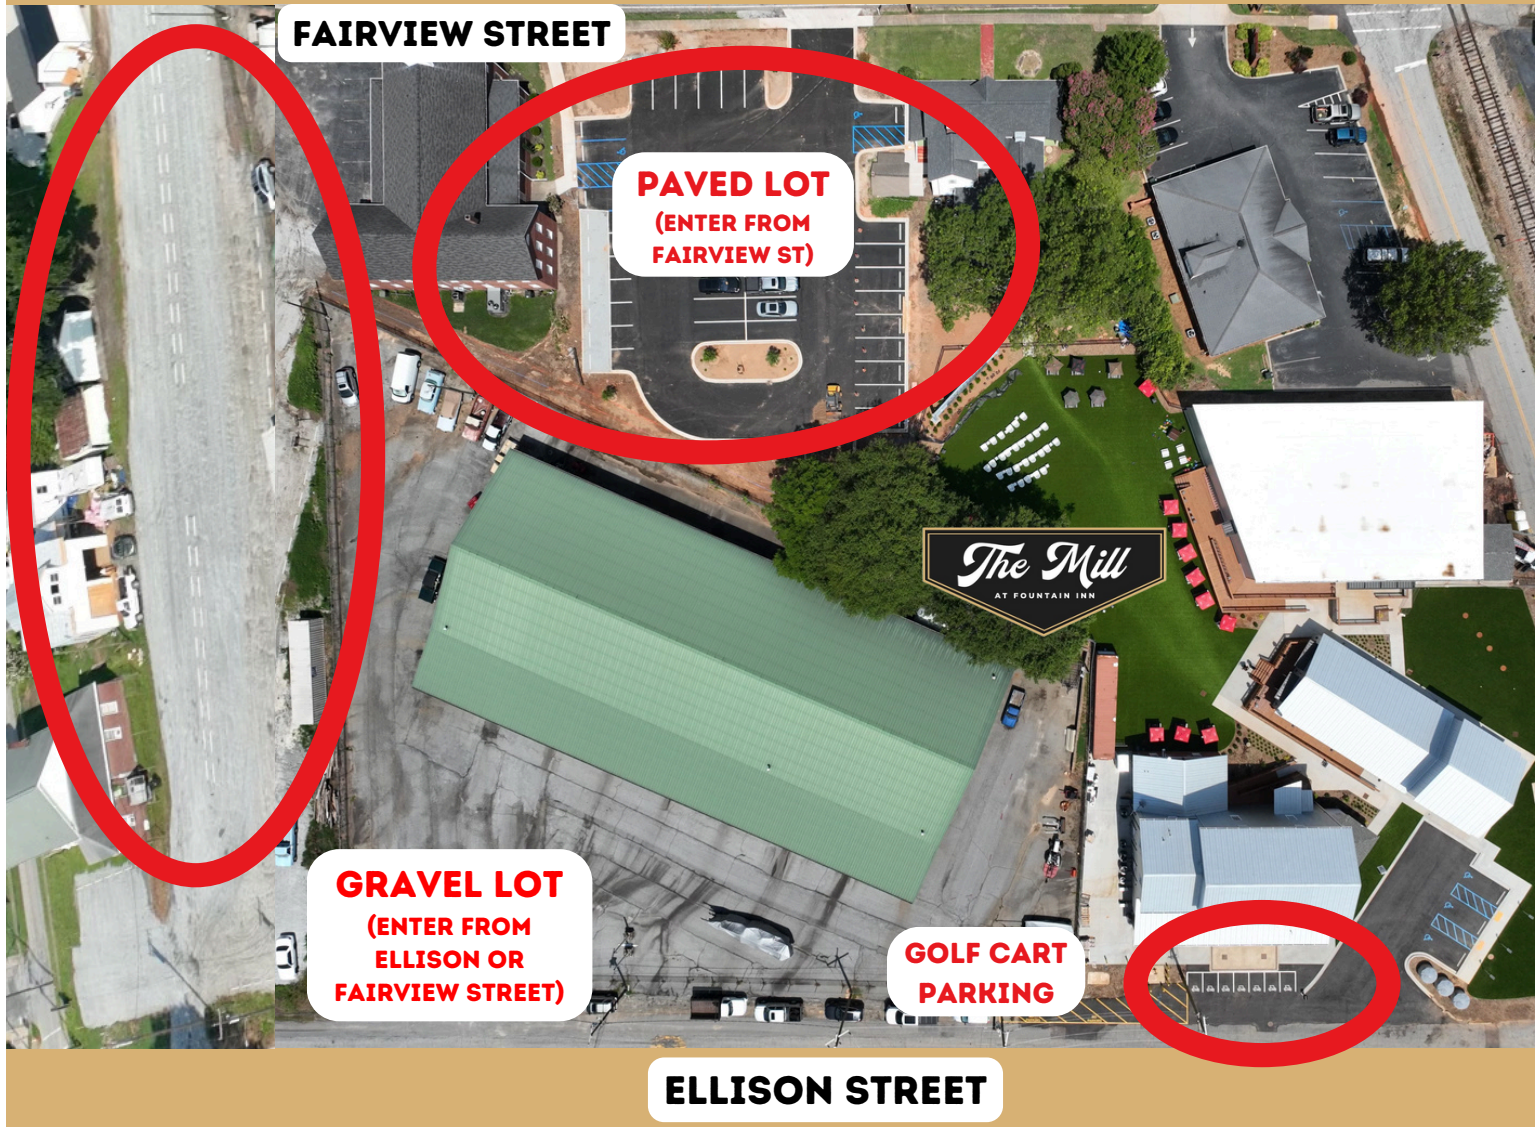 FAIRVIEW STREET
PAVED LOT
(ENTER FROM
FAIRVIEW ST)
The Mill
AT FOUNTAIN INN
GRAVEL LOT
(ENTER FROM
ELLISON OR
FAIRVIEW STREET)
GOLF CART
PARKING
ELLISON STREET